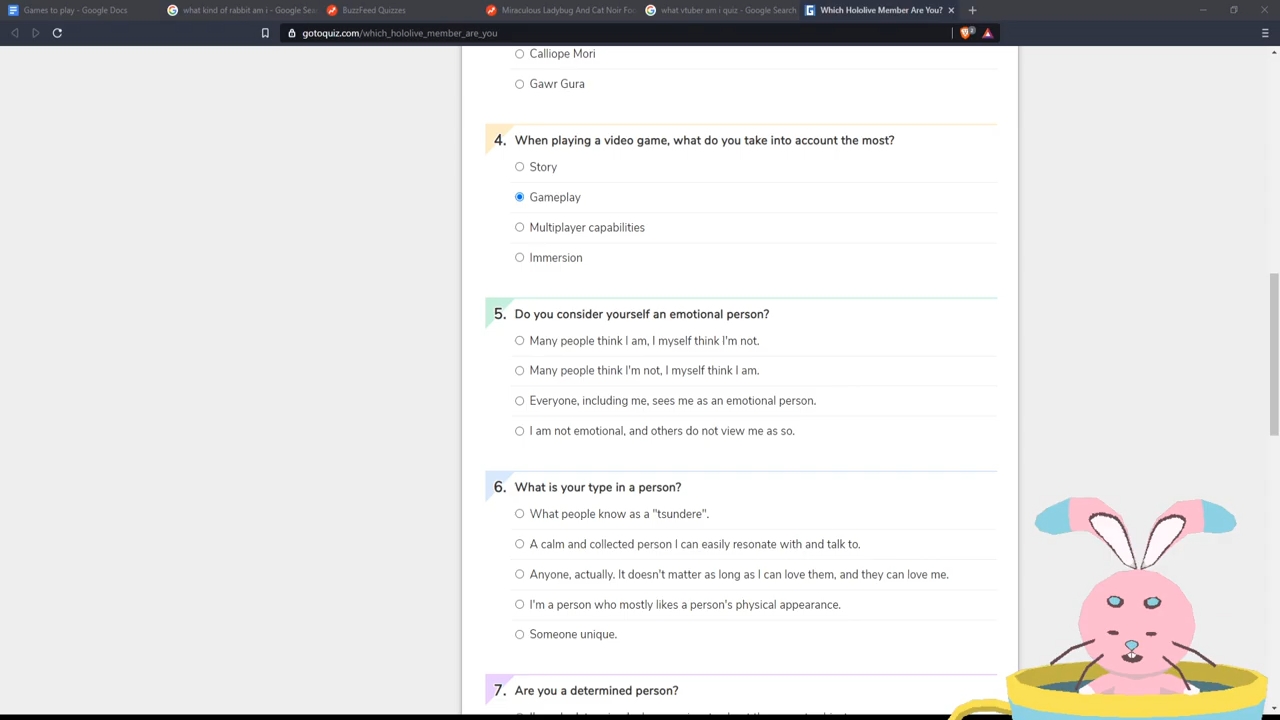 Games to play - Google Docs
what kind of rabbit am i - Google Sea
BuzzFeed Quizzes
Miraculous Ladybug And Cat Noir Foo
what vtuber am i quiz - Google Search
Which Hololive Member Are You?
gotoquiz.com/which_hololive_member_are_you
Calliope Mori
Gawr Gura
4. When playing a video game, what do you take into account the most?
Story
Gameplay
Multiplayer capabilities
Immersion
5. Do you consider yourself an emotional person?
Many people think I am, I myself think I'm not.
Many people think I'm not, I myself think I am.
Everyone, including me, sees me as an emotional person.
I am not emotional, and others do not view me as so.
6. What is your type in a person?
What people know as a "tsundere".
A calm and collected person I can easily resonate with and talk to.
Anyone, actually. It doesn't matter as long as I can love them, and they can love me.
I'm a person who mostly likes a person's physical appearance.
Someone unique.
7. Are you a determined person?